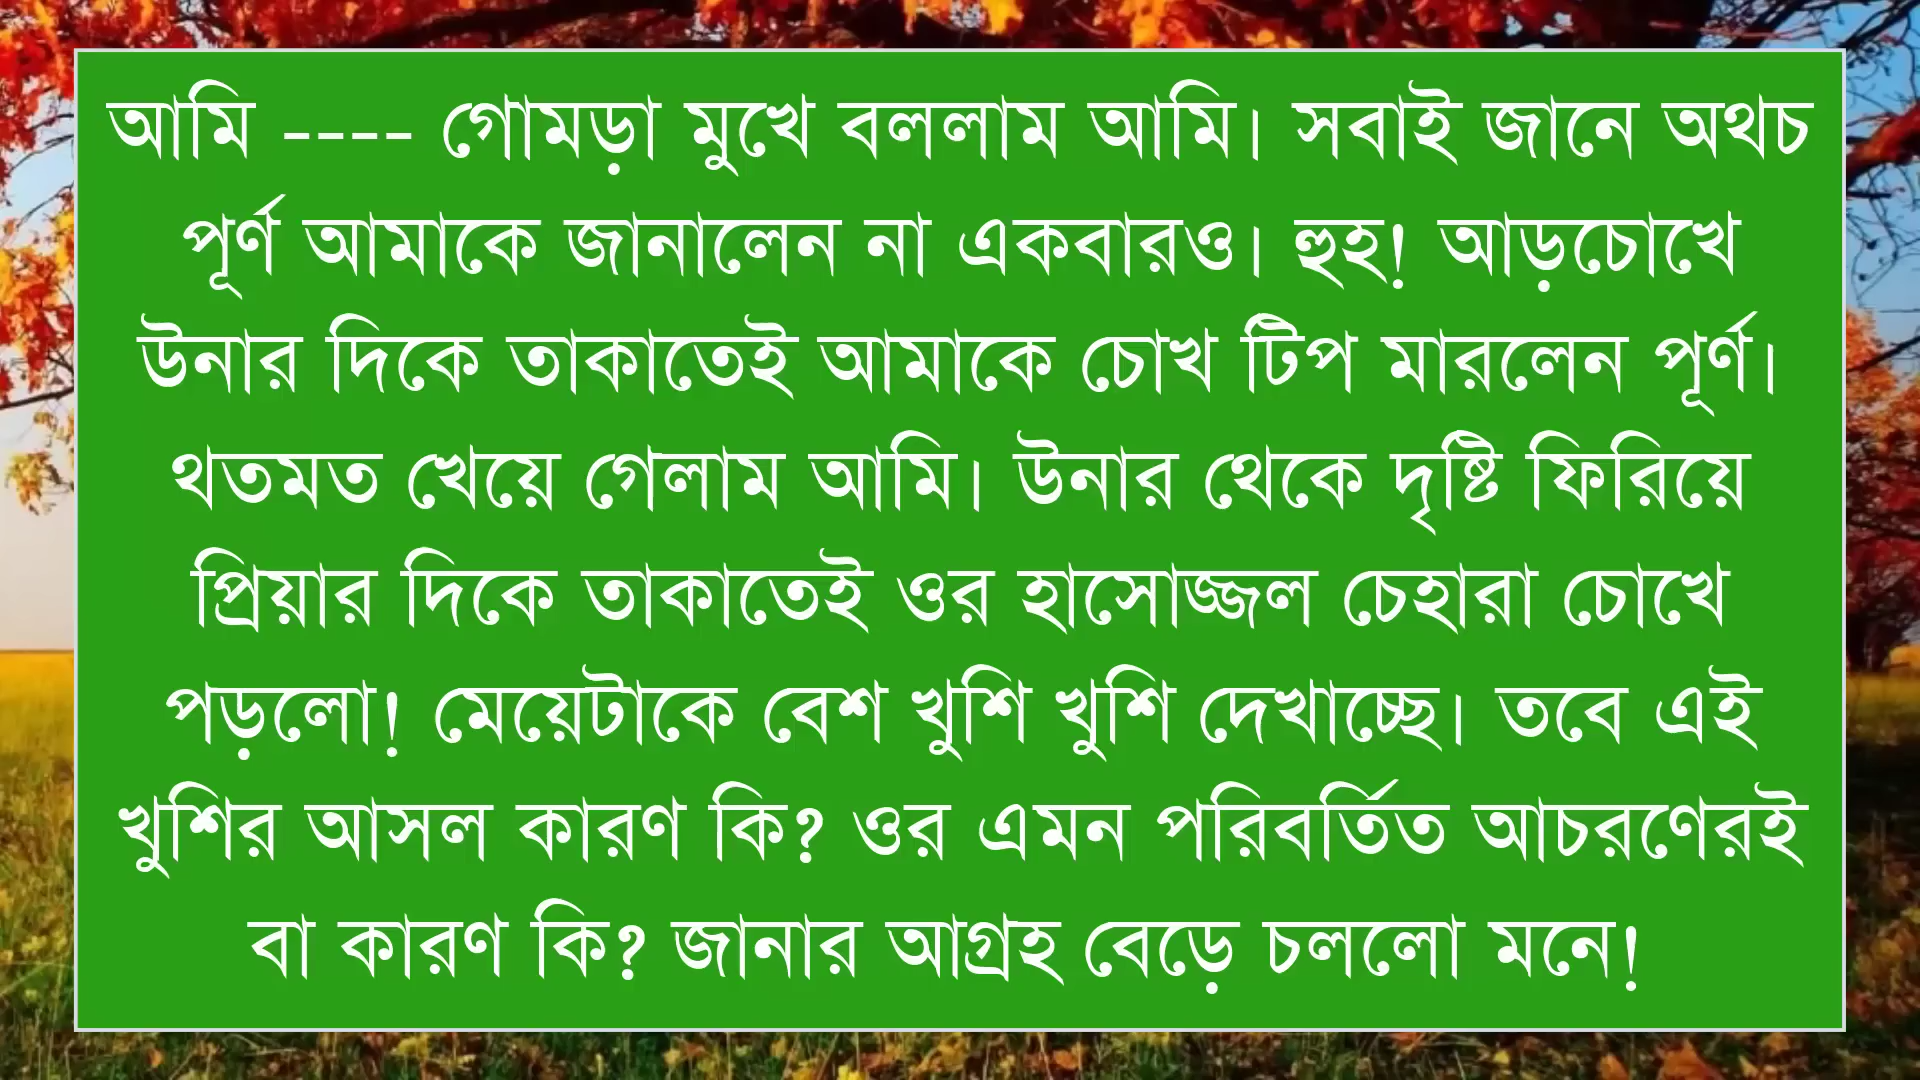 আমি ---- গোমড়া মুখে বললাম আমি। সবাই জানে অথচ
পূর্ণ আমাকে জানালেন না একবারও। হুহ! আড়চোখে
উনার দিকে তাকাতেই আমাকে চোখ টিপ মারলেন পূর্ণ।
থতমত খেয়ে গেলাম আমি। উনার থেকে দৃষ্টি ফিরিয়ে
প্রিয়ার দিকে তাকাতেই ওর হাসোজ্জল চেহারা চোখে
পড়লো! মেয়েটাকে বেশ খুশি খুশি দেখাচ্ছে। তবে এই
খুশির আসল কারণ কি? ওর এমন পরিবর্তিত আচরণেরই
বা কারণ কি? জানার আগ্রহ বেড়ে চললো মনে!